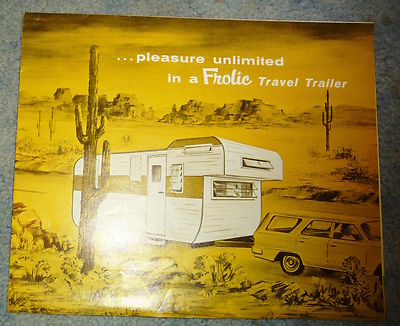 ...pleasure unlimited
in a Frolic Travel Trailer